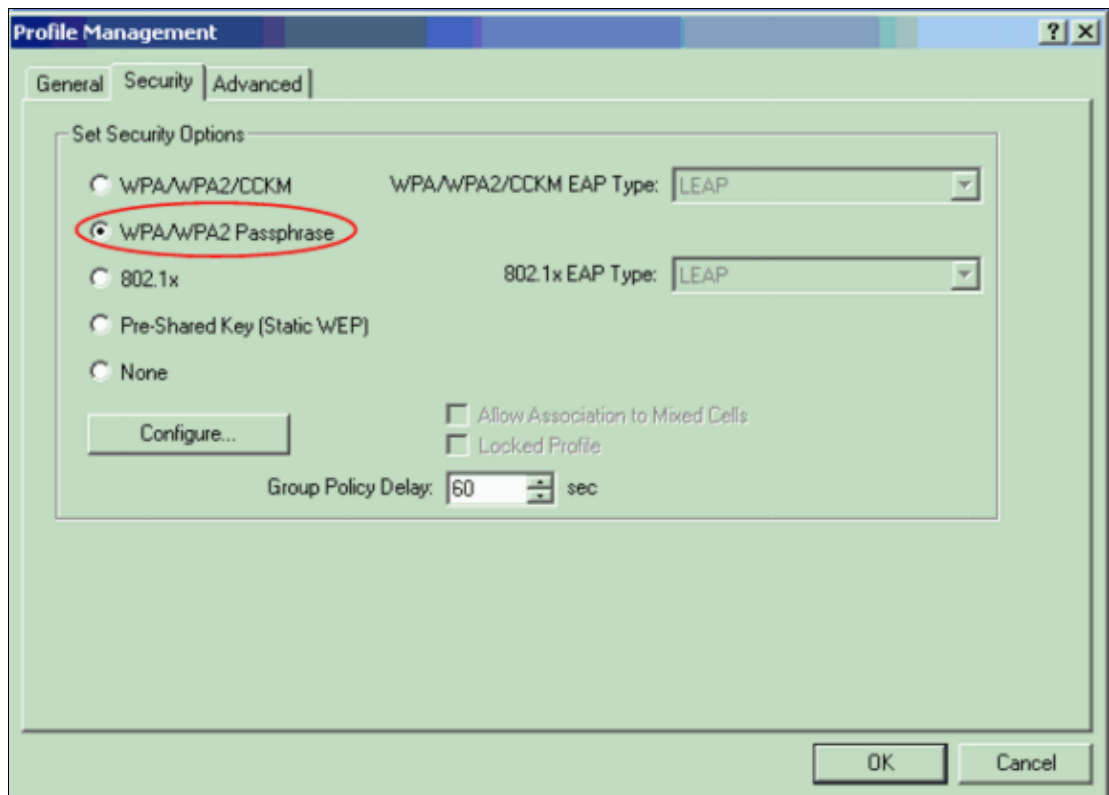 Profile Management
General Security Advanced
Set Security Options
WPA/WPA2/CCKM WPA/WPA2/CCKM EAP Type: LEAP
WPA/WPA2 Passphrase
802.1x 802.1x EAP Type: LEAP
Pre-Shared Key (Static WEP)
None
Allow Association to Mixed Cells
Configure...
Locked Profile
Group Policy Delay: 60 sec
OK Cancel